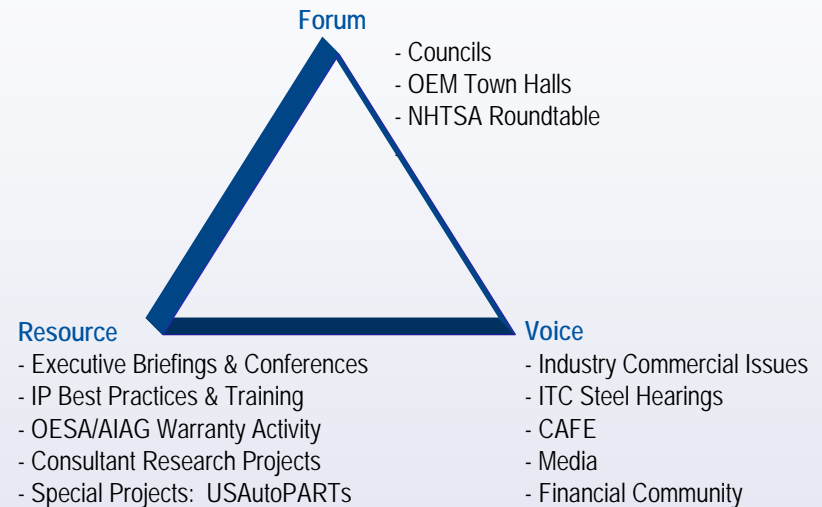 Forum
- Councils
- OEM Town Halls
- NHTSA Roundtable
-
Resource
- Executive Briefings & Conferences
- IP Best Practices & Training
- OESA/AIAG Warranty Activity
- Consultant Research Projects
- Special Projects: USAutoPARTs
Voice
- Industry Commercial Issues
- ITC Steel Hearings
- CAFE
- Media
- Financial Community